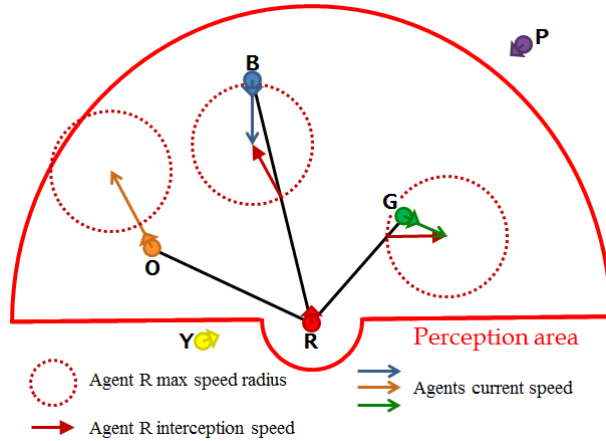 P
B
G
O
Y
R
Perception area
Agent R max speed radius
Agents current speed
Agent R interception speed